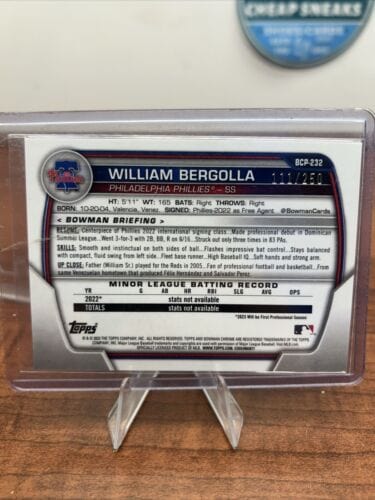 CHEAP SNEAKS
BCP-232
WILLIAM BERGOLLA
111/250
PHILADELPHIA PHILLIES® – SS
HT: 5'11" WT: 165 BATS: Right THROWS: Right
BORN: 10-20-04, Valencia, Venez. SIGNED: Phillies-2022 as Free Agent @BowmanCards
< BOWMAN BRIEFING >
RESUME: Centerpiece of Phillies' 2022 international signing class...Made professional debut in Dominican
Summer League...Went 3-for-3 with 2B, BB, R on 6/16...Struck out only three times in 83 PAs.
SKILLS: Smooth and instinctual on both sides of ball...Flashes impressive bat control...Stays balanced
with compact, fluid swing from left side...Fleet base runner...High Baseball IQ...Soft hands and strong arm.
UP CLOSE: Father (William Sr.) played for the Reds in 2005...Fan of professional football & basketball...From
same Venezuelan hometown that produced Félix Hernández and Salvador Perez.
MINOR LEAGUE BATTING RECORD
YR G AB HR RBI SLG AVG OPS
2022* stats not available
TOTALS stats not available
*2023 Will be First Professional Season
Topps